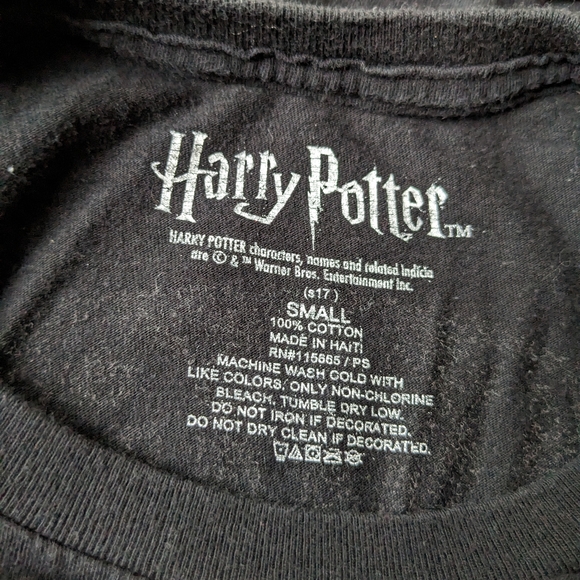 Harry Potter™
HARRY POTTER characters, names and related indicia
are © & ™ Warner Bros. Entertainment Inc.
(s17)
SMALL
100% COTTON
MADE IN HAITI
RN#115665 / PS
MACHINE WASH COLD WITH
LIKE COLORS, ONLY NON-CHLORINE
BLEACH, TUMBLE DRY LOW.
DO NOT IRON IF DECORATED.
DO NOT DRY CLEAN IF DECORATED.